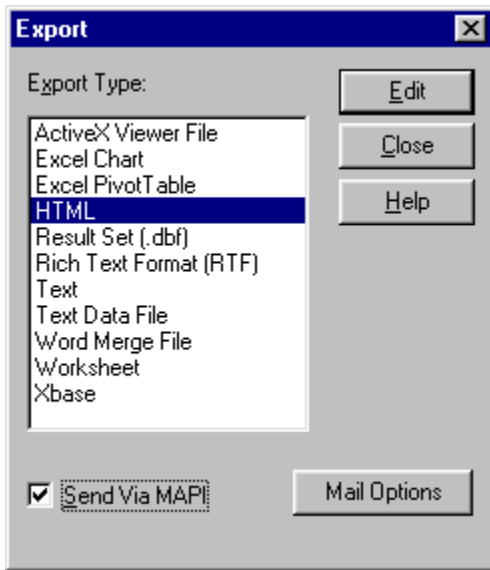 Export
Export Type:
Edit
ActiveX Viewer File
Excel Chart
Close
Excel PivotTable
HTML
Help
Result Set (.dbf)
Rich Text Format (RTF)
Text
Text Data File
Word Merge File
Worksheet
Xbase
Send Via MAPI
Mail Options